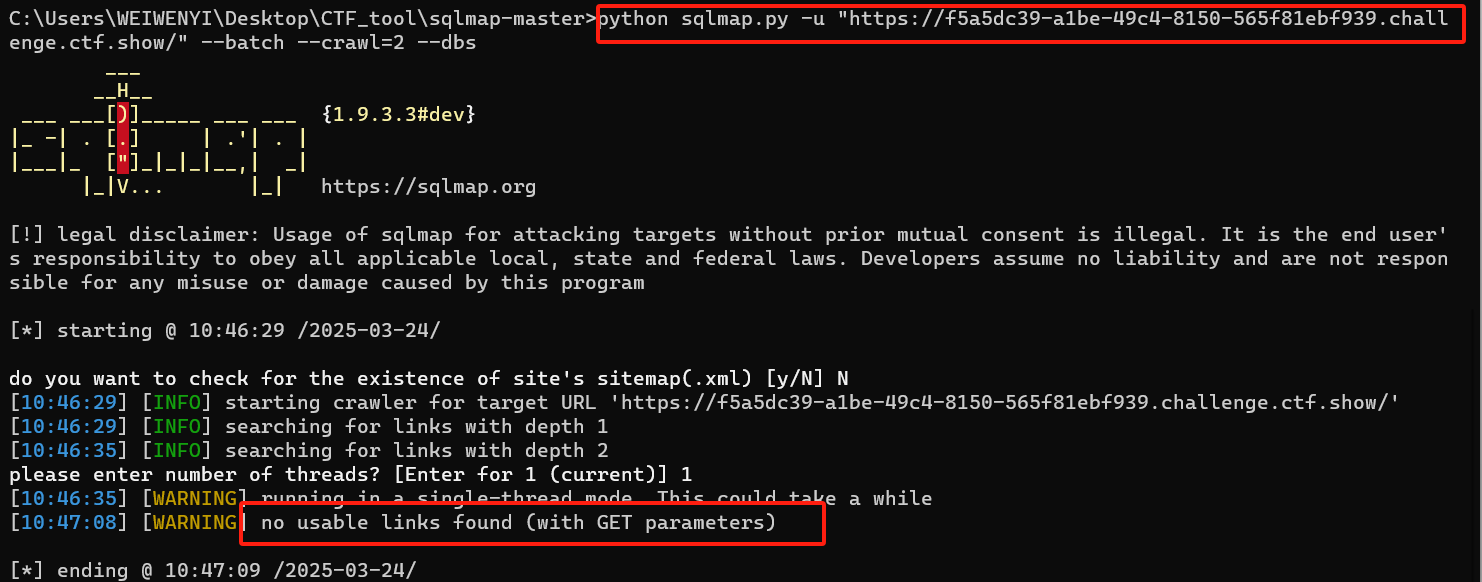 C:\Users\WEIWENYI\Desktop\CTF_tool\sqlmap-master>python sqlmap.py -u "https://f5a5dc39-a1be-49c4-8150-565f81ebf939.chall
enge.ctf.show/" --batch --crawl=2 --dbs
        ___
       __H__
 ___ ___[)]_____ ___ ___  {1.9.3.3#dev}
|_ -| . [.]     | .'| . |
|___|_  ["]_|_|_|__,|  _|
      |_|V...       |_|   https://sqlmap.org
[!] legal disclaimer: Usage of sqlmap for attacking targets without prior mutual consent is illegal. It is the end user'
s responsibility to obey all applicable local, state and federal laws. Developers assume no liability and are not respon
sible for any misuse or damage caused by this program
[*] starting @ 10:46:29 /2025-03-24/
do you want to check for the existence of site's sitemap(.xml) [y/N] N
[10:46:29] [INFO] starting crawler for target URL 'https://f5a5dc39-a1be-49c4-8150-565f81ebf939.challenge.ctf.show/'
[10:46:29] [INFO] searching for links with depth 1
[10:46:35] [INFO] searching for links with depth 2
please enter number of threads? [Enter for 1 (current)] 1
[10:46:35] [WARNING] running in a single-thread mode. This could take a while
[10:47:08] [WARNING] no usable links found (with GET parameters)
[*] ending @ 10:47:09 /2025-03-24/